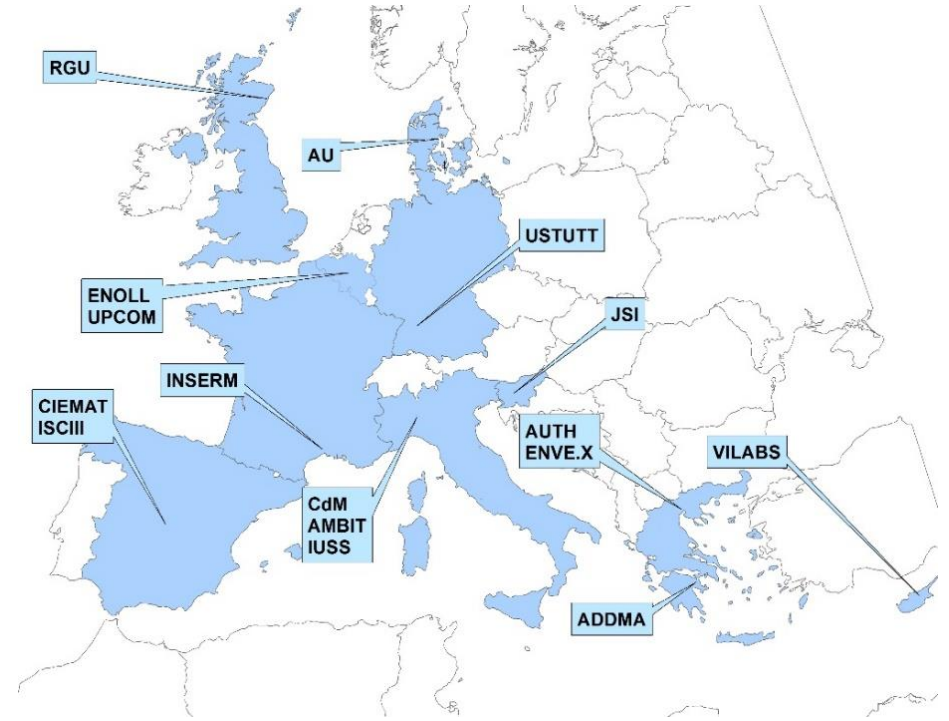 RGU
AU
USTUTT
ENOLL
UPCOM
JSI
INSERM
CIEMAT
ISCIII
AUTH
ENVE.X
VILABS
CdM
AMBIT
IUSS
ADDMA